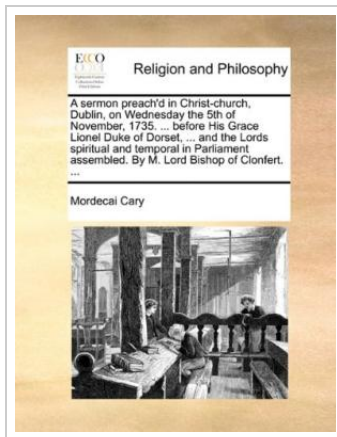 ECCO
Religion and Philosophy
A sermon preach'd in Christ-church,
Dublin, on Wednesday the 5th of
November, 1735. ... before His Grace
Lionel Duke of Dorset, ... and the Lords
spiritual and temporal in Parliament
assembled. By M. Lord Bishop of Clonfert.
...
Mordecai Cary